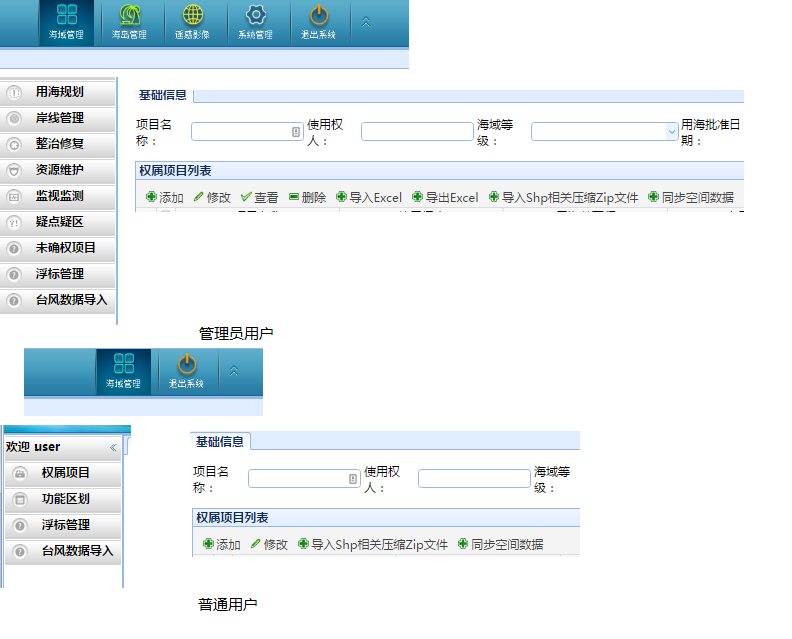 海域管理 海岛管理 遥感影像 系统管理 退出系统
用海规划
岸线管理
整治修复
资源维护
监视监测
疑点疑区
未确权项目
浮标管理
台风数据导入
基础信息
项目名称： 使用权人： 海域等级： 用海批准日期：
权属项目列表
添加 修改 查看 删除 导入Excel 导出Excel 导入Shp相关压缩Zip文件 同步空间数据
管理员用户
海域管理 退出系统
欢迎 user
权属项目
功能区划
浮标管理
台风数据导入
基础信息
项目名称： 使用权人： 海域等级：
权属项目列表
添加 修改 导入Shp相关压缩Zip文件 同步空间数据
普通用户